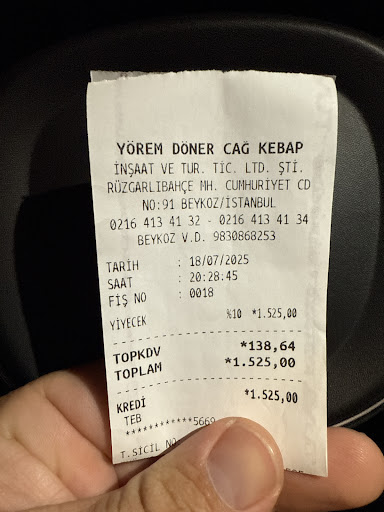 YÖREM DÖNER CAĞ KEBAP
İNŞAAT VE TUR. TİC. LTD. ŞTİ.
RÜZGARLIBAHÇE MH. CUMHURİYET CD
NO:91 BEYKOZ/İSTANBUL
0216 413 41 32 - 0216 413 41 34
BEYKOZ V.D. 9830868253
TARİH : 18/07/2025
SAAT : 20:28:45
FİŞ NO : 0018
YİYECEK %10 *1.525,00
TOPKDV *138,64
TOPLAM *1.525,00
KREDİ *1.525,00
TEB
************5669
T.SİCİL NO